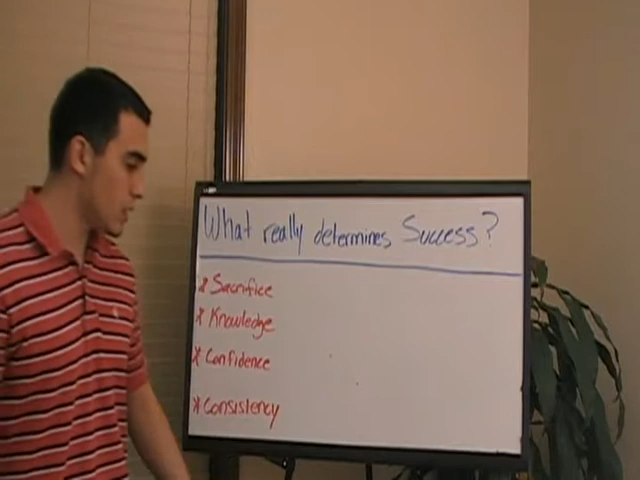 What really determines Success?
* Sacrifice
* Knowledge
* Confidence
* Consistency